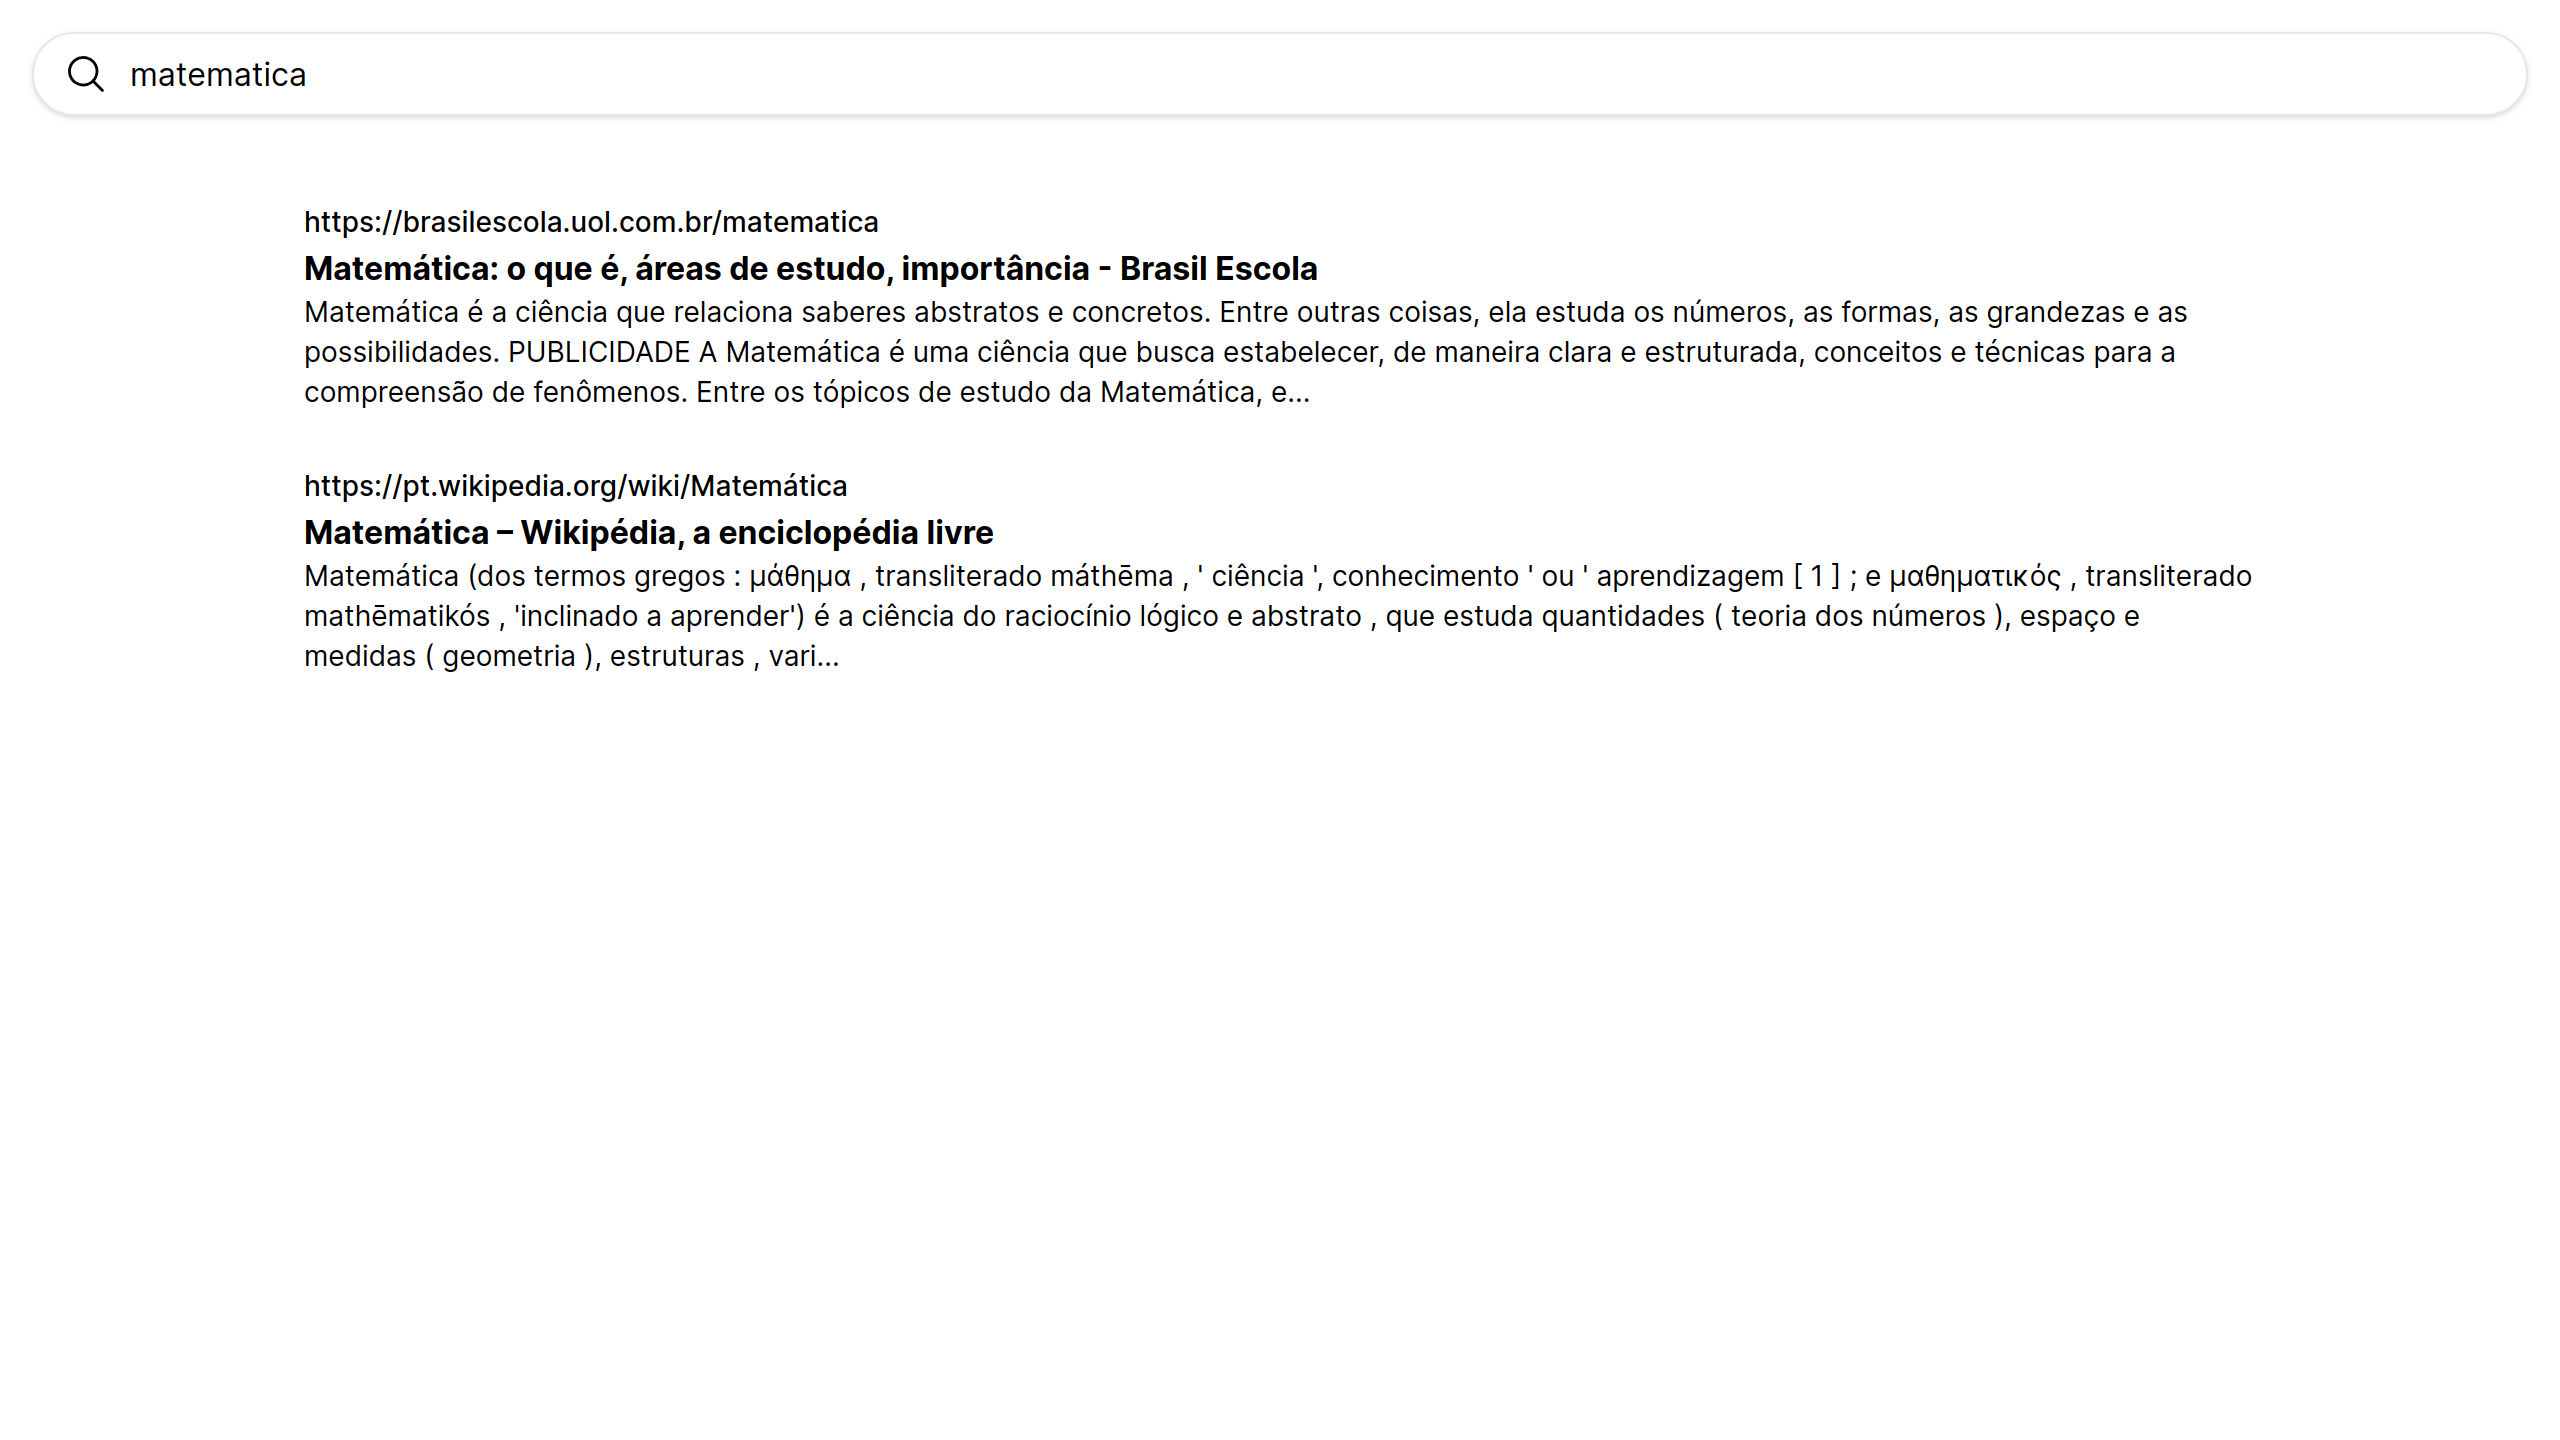 matematica
https://brasilescola.uol.com.br/matematica
Matemática: o que é, áreas de estudo, importância - Brasil Escola
Matemática é a ciência que relaciona saberes abstratos e concretos. Entre outras coisas, ela estuda os números, as formas, as grandezas e as
possibilidades. PUBLICIDADE A Matemática é uma ciência que busca estabelecer, de maneira clara e estruturada, conceitos e técnicas para a
compreensão de fenômenos. Entre os tópicos de estudo da Matemática, e...
https://pt.wikipedia.org/wiki/Matemática
Matemática – Wikipédia, a enciclopédia livre
Matemática (dos termos gregos : μάθημα , transliterado máthēma , ' ciência ', conhecimento ' ou ' aprendizagem [ 1 ] ; e μαθηματικός , transliterado
mathēmatikós , 'inclinado a aprender') é a ciência do raciocínio lógico e abstrato , que estuda quantidades ( teoria dos números ), espaço e
medidas ( geometria ), estruturas , vari...